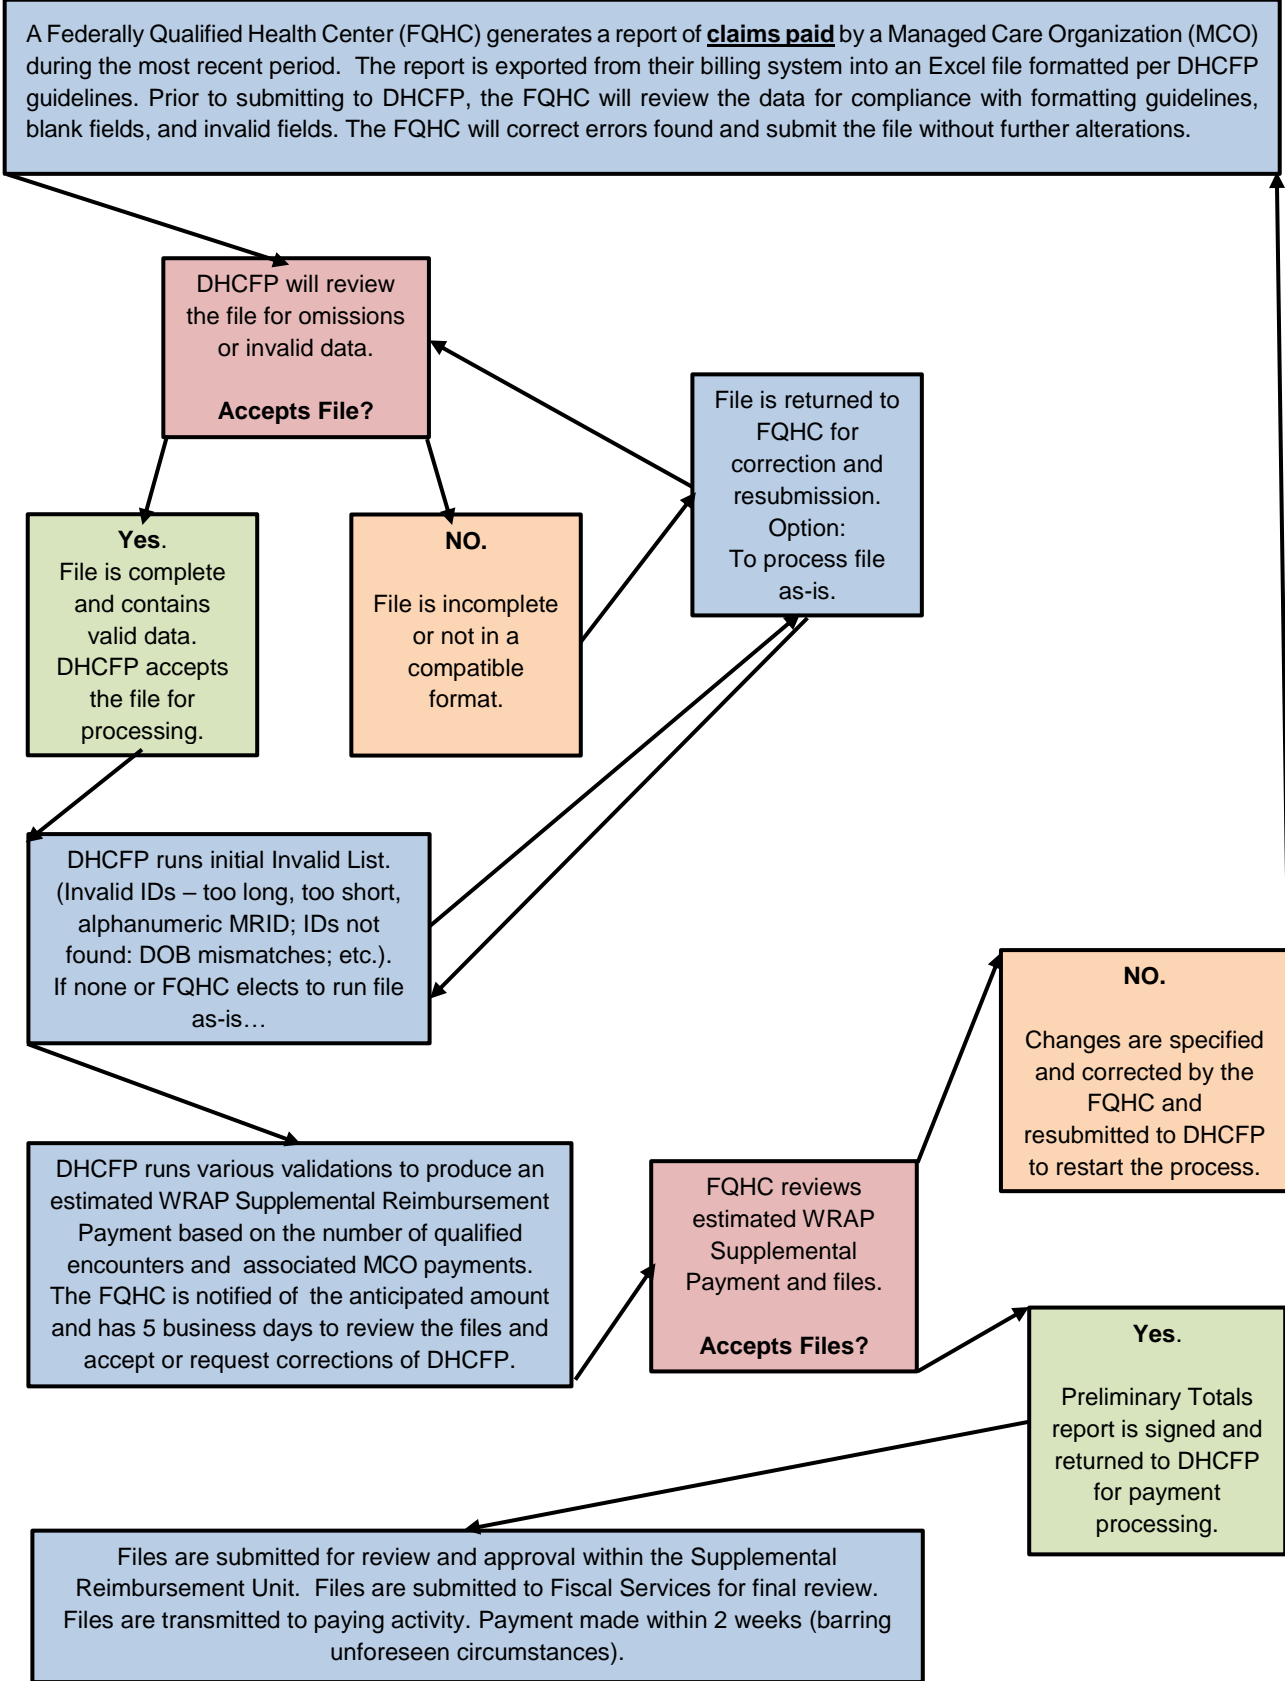 A Federally Qualified Health Center (FQHC) generates a report of claims paid by a Managed Care Organization (MCO)
during the most recent period. The report is exported from their billing system into an Excel file formatted per DHCFP
guidelines. Prior to submitting to DHCFP, the FQHC will review the data for compliance with formatting guidelines,
blank fields, and invalid fields. The FQHC will correct errors found and submit the file without further alterations.
DHCFP will review
the file for omissions
or invalid data.
Accepts File?
File is returned to
FQHC for
correction and
resubmission.
Option:
To process file
as-is.
Yes.
File is complete
and contains
valid data.
DHCFP accepts
the file for
processing.
NO.
File is incomplete
or not in a
compatible
format.
DHCFP runs initial Invalid List.
(Invalid IDs – too long, too short,
alphanumeric MRID; IDs not
found: DOB mismatches; etc.).
If none or FQHC elects to run file
as-is…
NO.
Changes are specified
and corrected by the
FQHC and
resubmitted to DHCFP
to restart the process.
DHCFP runs various validations to produce an
estimated WRAP Supplemental Reimbursement
Payment based on the number of qualified
encounters and associated MCO payments.
The FQHC is notified of the anticipated amount
and has 5 business days to review the files and
accept or request corrections of DHCFP.
FQHC reviews
estimated WRAP
Supplemental
Payment and files.
Accepts Files?
Yes.
Preliminary Totals
report is signed and
returned to DHCFP
for payment
processing.
Files are submitted for review and approval within the Supplemental
Reimbursement Unit. Files are submitted to Fiscal Services for final review.
Files are transmitted to paying activity. Payment made within 2 weeks (barring
unforeseen circumstances).